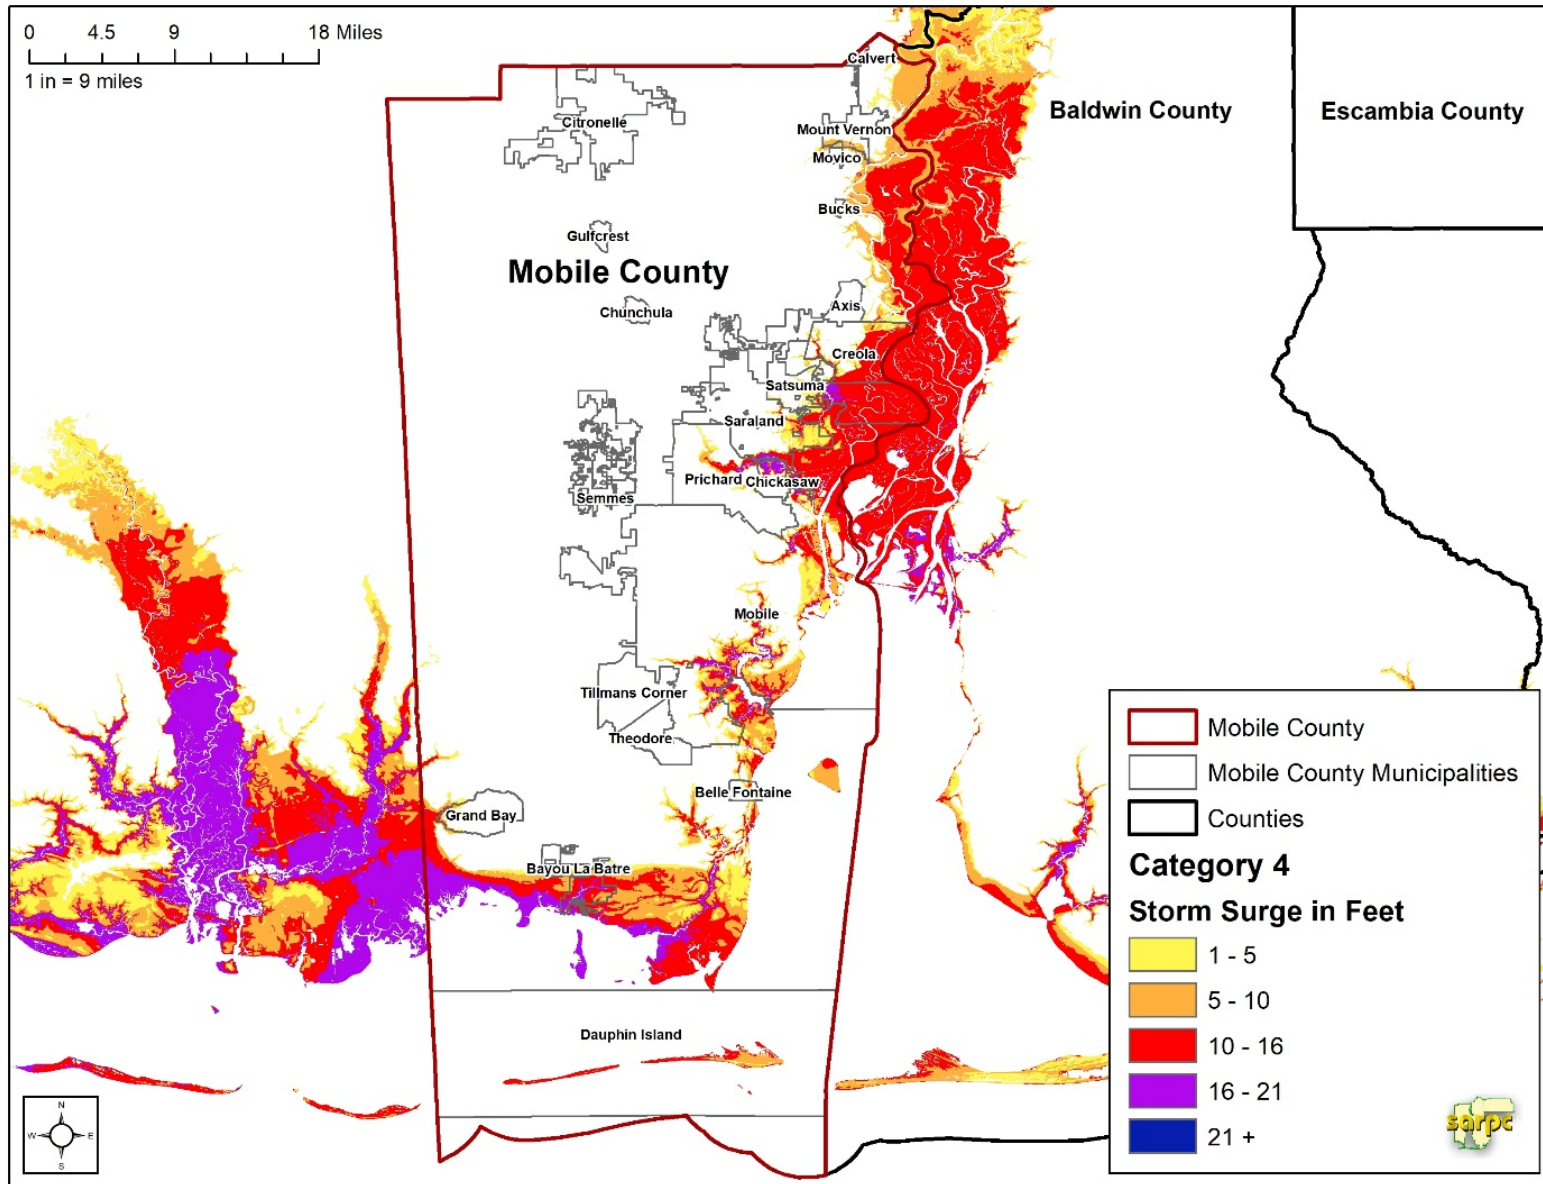 0 4.5 9 18 Miles
1 in = 9 miles
Calvert
Baldwin County
Escambia County
Citronelle
Mount Vernon
Movico
Bucks
Gulfcrest
Mobile County
Chunchula
Axis
Creola
Satsuma
Saraland
Prichard
Chickasaw
Semmes
Mobile
Tillmans Corner
Theodore
Belle Fontaine
Grand Bay
Bayou La Batre
Dauphin Island
Mobile County
Mobile County Municipalities
Counties
Category 4
Storm Surge in Feet
1 - 5
5 - 10
10 - 16
16 - 21
21 +
N
W E
S
sarpc